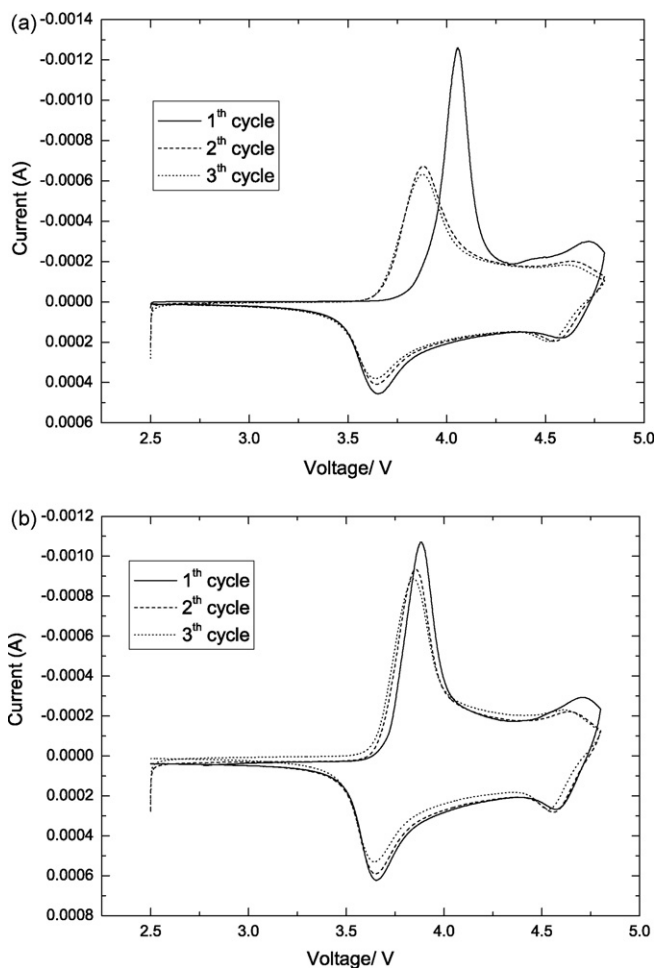 (a)
-0.0014
-0.0012
-0.0010
-0.0008
-0.0006
-0.0004
-0.0002
0.0000
0.0002
0.0004
0.0006
Current (A)
1th cycle
2th cycle
3th cycle
2.5 3.0 3.5 4.0 4.5 5.0
Voltage/ V
(b)
-0.0012
-0.0010
-0.0008
-0.0006
-0.0004
-0.0002
0.0000
0.0002
0.0004
0.0006
0.0008
Current (A)
1th cycle
2th cycle
3th cycle
2.5 3.0 3.5 4.0 4.5 5.0
Voltage/ V